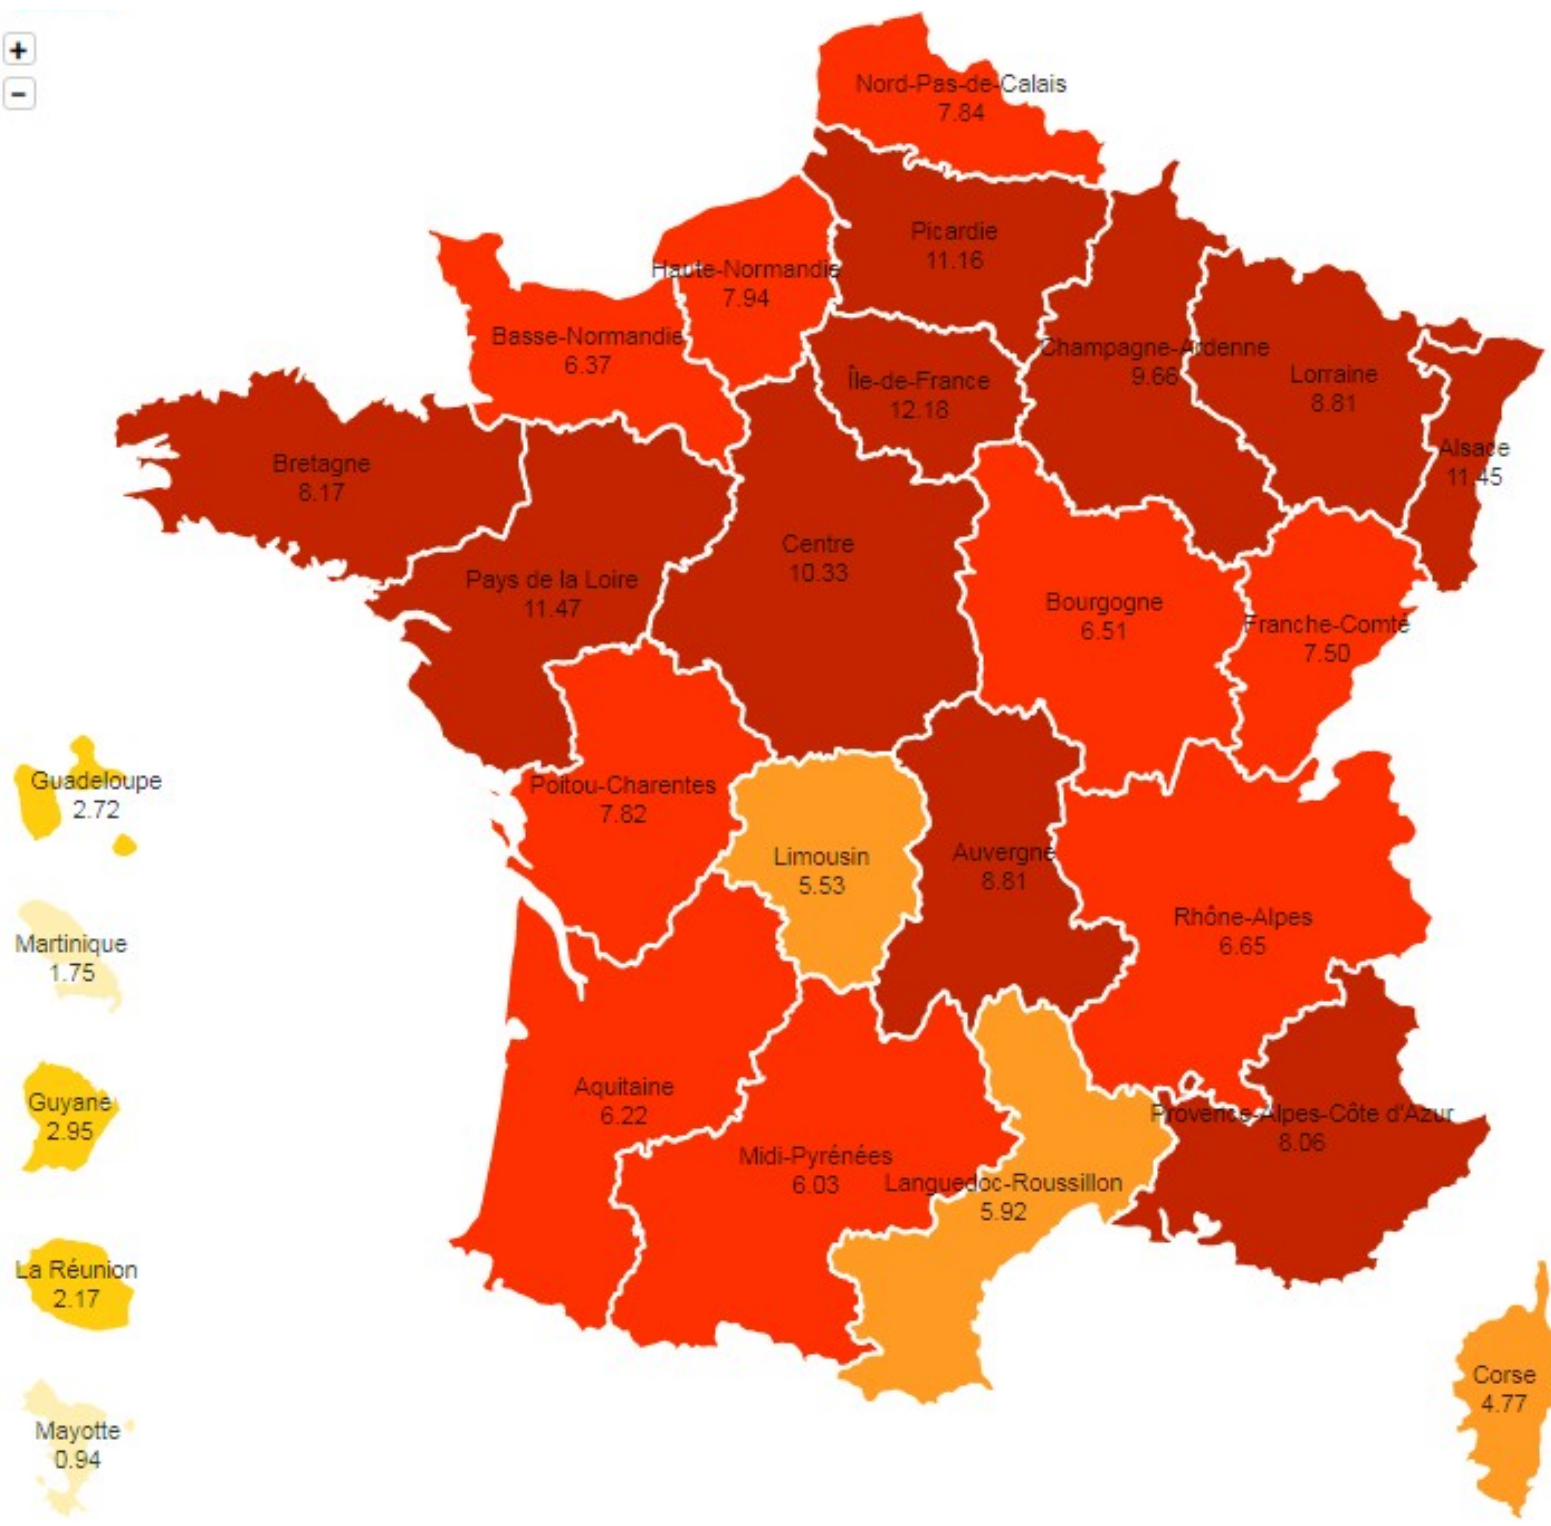 +
−
Nord-Pas-de-Calais
7.84
Picardie
11.16
Haute-Normandie
7.94
Basse-Normandie
6.37
Champagne-Ardenne
9.66
Île-de-France
12.18
Lorraine
8.81
Alsace
11.45
Bretagne
8.17
Centre
10.33
Pays de la Loire
11.47
Bourgogne
6.51
Franche-Comté
7.50
Guadeloupe
2.72
Poitou-Charentes
7.82
Limousin
5.53
Auvergne
8.81
Rhône-Alpes
6.65
Martinique
1.75
Aquitaine
6.22
Guyane
2.95
Provence-Alpes-Côte d'Azur
8.06
Midi-Pyrénées
6.03
Languedoc-Roussillon
5.92
La Réunion
2.17
Corse
4.77
Mayotte
0.94